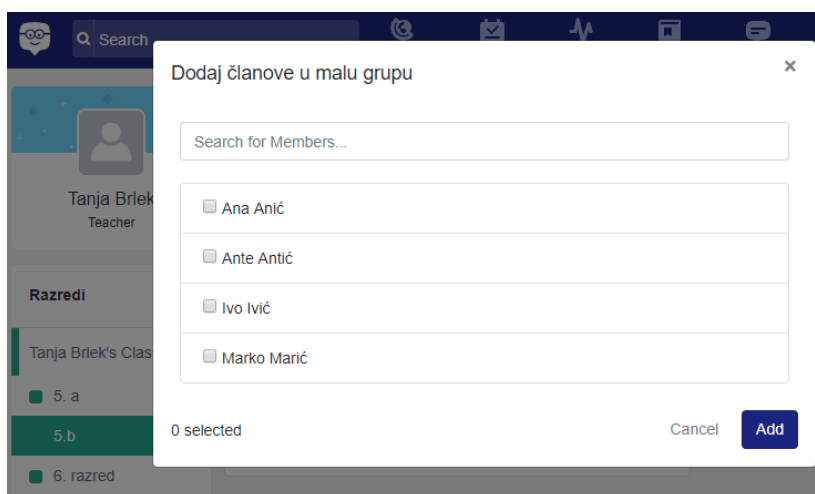 Search
Dodaj članove u malu grupu
×
Search for Members...
Tanja Brlek
Teacher
Ana Anić
Ante Antić
Ivo Ivić
Marko Marić
Razredi
Tanja Brlek's Clas
5. a
5.b
6. razred
0 selected
Cancel
Add